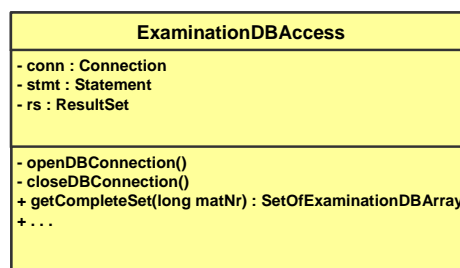 ExaminationDBAccess
- conn : Connection
- stmt : Statement
- rs : ResultSet
- openDBConnection()
- closeDBConnection()
+ getCompleteSet(long matNr) : SetOfExaminationDBArray
+ . . .